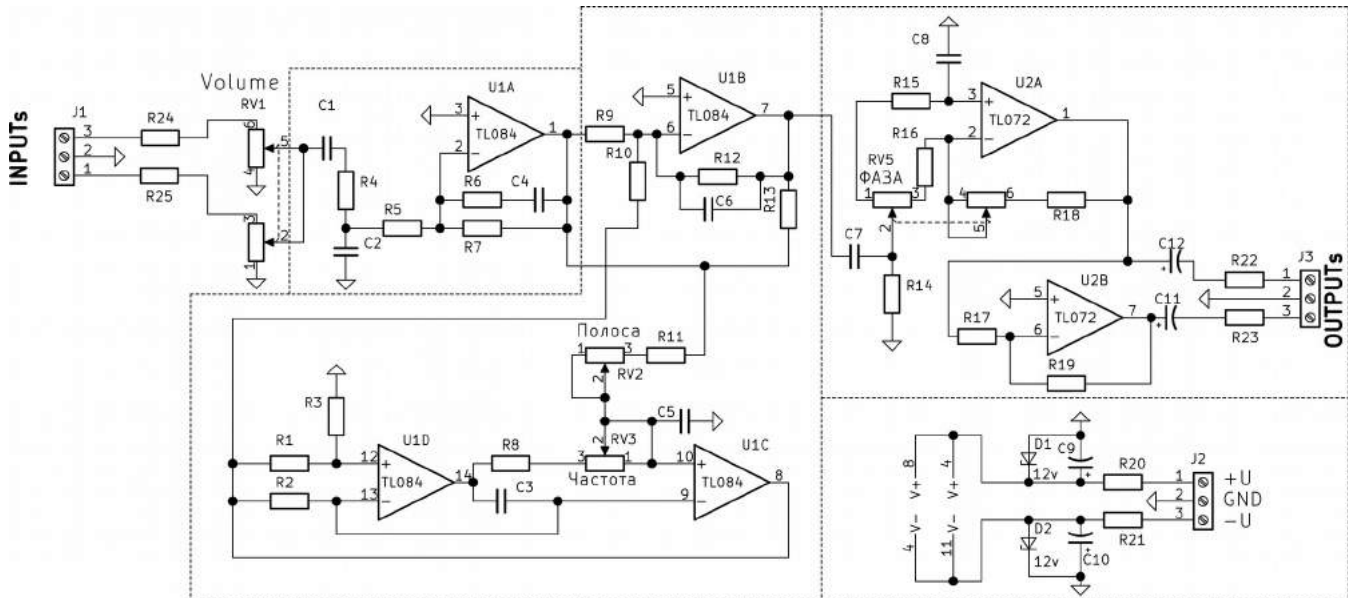 INPUTs
J1
3
2
1
R24
R25
Volume
RV1
6
5
4
3
2
1
C1
R4
C2
R5
U1A
3
+
TL084
1
2
−
R6
C4
R7
R9
R10
U1B
5
+
TL084
7
6
−
R12
C6
R13
C7
R14
C8
R15
R16
RV5
ФАЗА
1
3
2
U2A
3
+
TL072
1
2
−
4
6
5
R18
R17
U2B
5
+
TL072
7
6
−
R19
C12
+
C11
+
R22
R23
J3
1
2
3
OUTPUTs
Полоса
1
3
2
RV2
R11
C5
2
RV3
3
1
Частота
R3
R1
R2
U1D
12
+
TL084
14
13
−
R8
C3
U1C
10
+
TL084
8
9
−
V+ 8
V+ 4
4 V−
11 V−
D1
12v
C9
+
R20
D2
12v
C10
+
R21
J2
1
2
3
+U
GND
−U